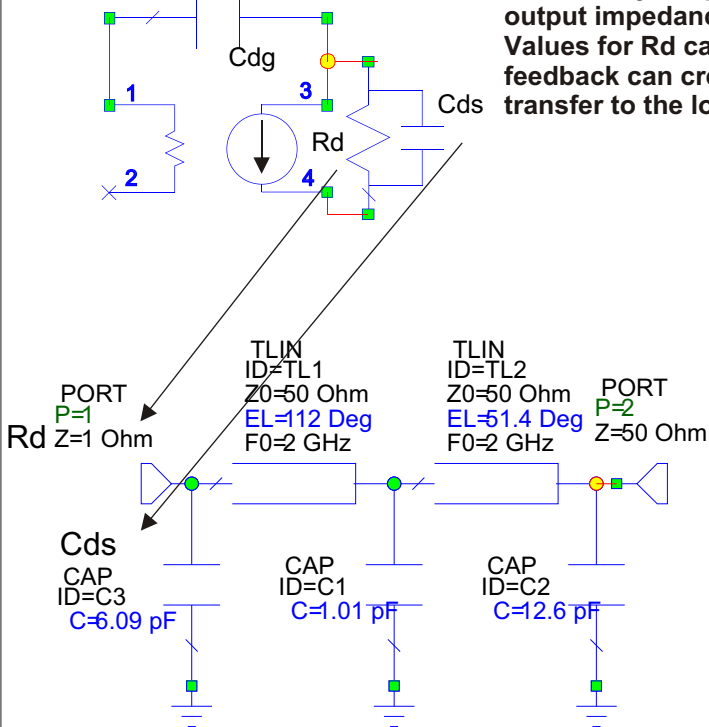 output impedanc
Values for Rd ca
feedback can cre
transfer to the lo
Cdg
1
3
Cds
Rd
2
4
TLIN
ID=TL1
Z0=50 Ohm
EL=112 Deg
F0=2 GHz
TLIN
ID=TL2
Z0=50 Ohm
EL=51.4 Deg
F0=2 GHz
PORT
P=1
Rd Z=1 Ohm
PORT
P=2
Z=50 Ohm
Cds
CAP
ID=C3
C=6.09 pF
CAP
ID=C1
C=1.01 pF
CAP
ID=C2
C=12.6 pF